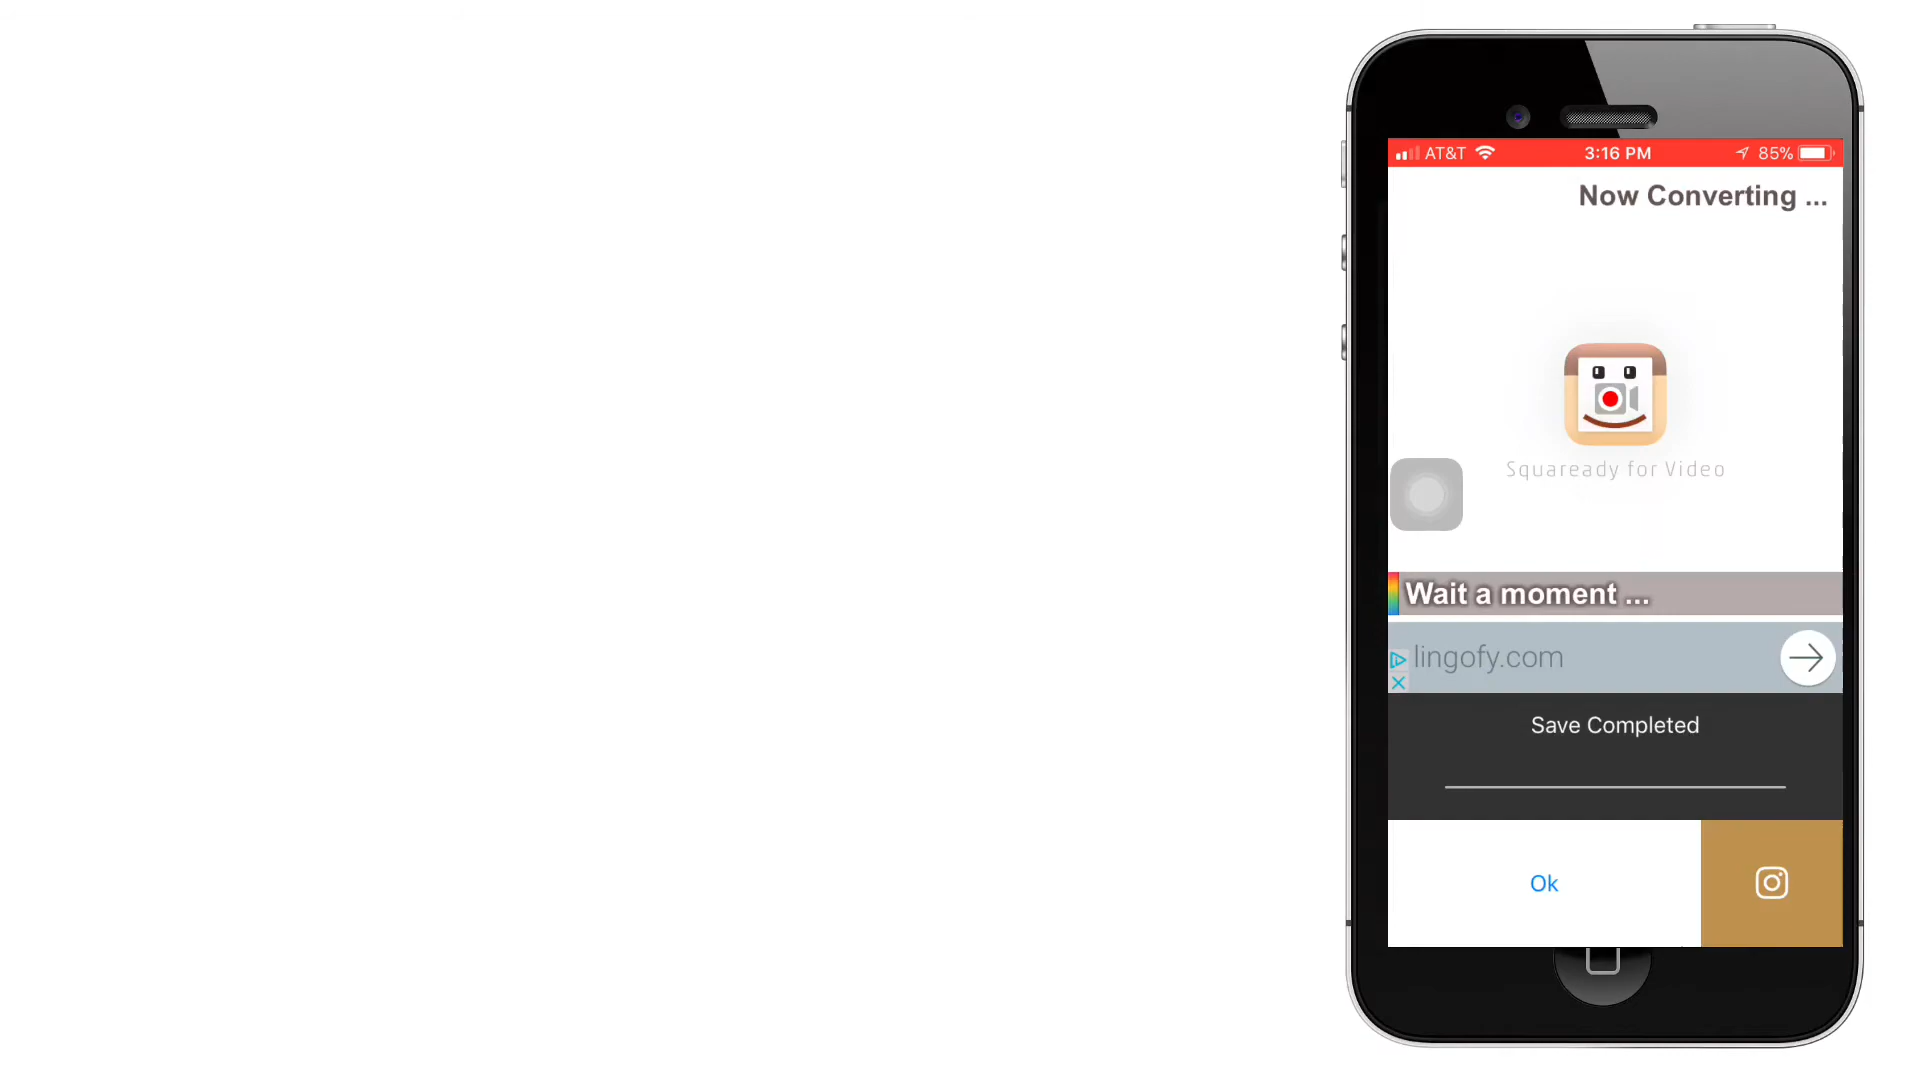 AT&T 3:16 PM 85%
Now Converting ...
Squaready for Video
Wait a moment ...
lingofy.com
Save Completed
Ok